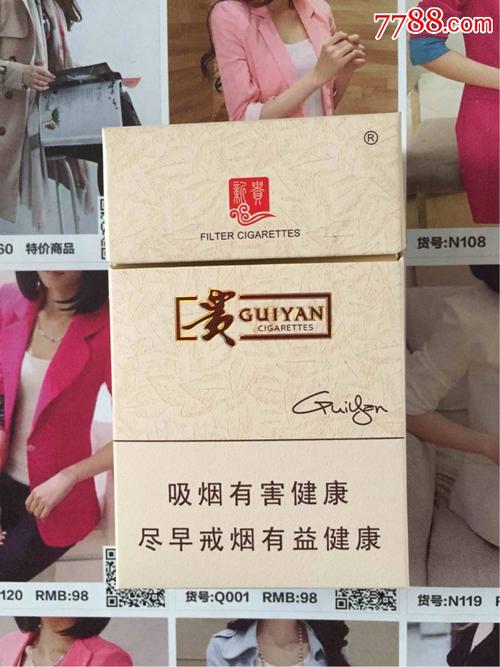 7788.com
®
新貴
FILTER CIGARETTES
60 特价商品
货号:N108
贵 GUIYAN
CIGARETTES
GuiYan
吸烟有害健康
尽早戒烟有益健康
120 RMB:98
货号:Q001 RMB:98
货号:N119 R